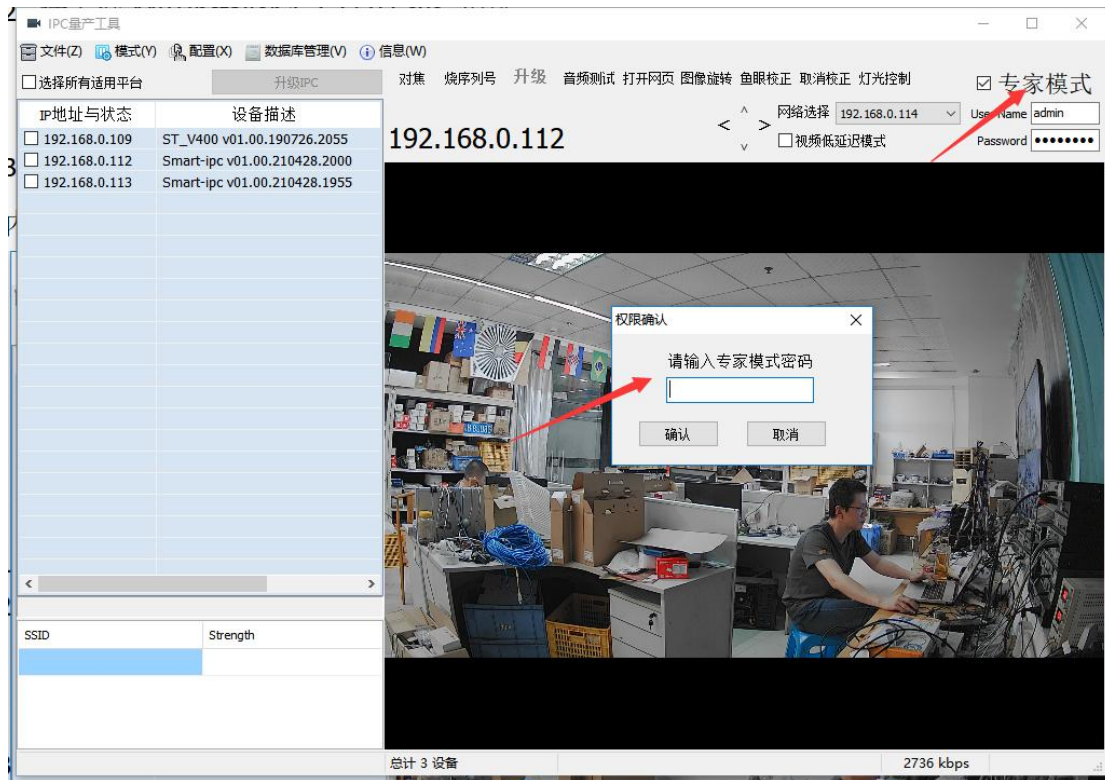 IPC量产工具
文件(Z) 模式(Y) 配置(X) 数据库管理(V) 信息(W)
选择所有适用平台 升级IPC
对焦 烧序列号 升级 音频测试 打开网页 图像旋转 鱼眼校正 取消校正 灯光控制
专家模式
IP地址与状态 设备描述
192.168.0.109 ST_V400 v01.00.190726.2055
192.168.0.112 Smart-ipc v01.00.210428.2000
192.168.0.113 Smart-ipc v01.00.210428.1955
192.168.0.112
< ^ v > 网络选择 192.168.0.114
视频低延迟模式
User Name admin
Password ●●●●●●●●
权限确认
请输入专家模式密码
确认 取消
SSID Strength
总计 3 设备 2736 kbps